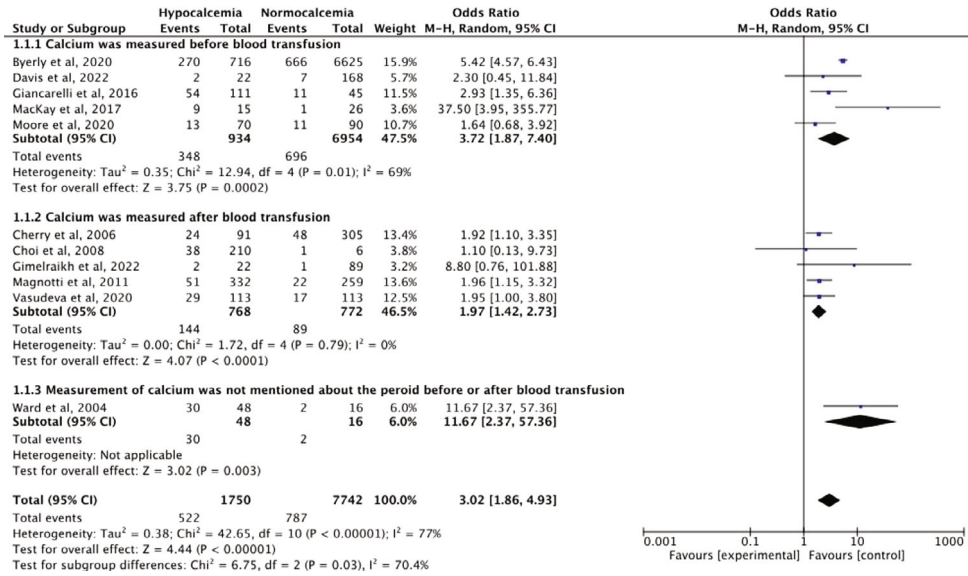 Hypocalcemia Normocalcemia Odds Ratio Odds Ratio
Study or Subgroup Events Total Events Total Weight M-H, Random, 95% CI M-H, Random, 95% CI
1.1.1 Calcium was measured before blood transfusion
Byerly et al, 2020 270 716 666 6625 15.9% 5.42 [4.57, 6.43]
Davis et al, 2022 2 22 7 168 5.7% 2.30 [0.45, 11.84]
Giancarelli et al, 2016 54 111 11 45 11.5% 2.93 [1.35, 6.36]
MacKay et al, 2017 9 15 1 26 3.6% 37.50 [3.95, 355.77]
Moore et al, 2020 13 70 11 90 10.7% 1.64 [0.68, 3.92]
Subtotal (95% CI) 934 6954 47.5% 3.72 [1.87, 7.40]
Total events 348 696
Heterogeneity: Tau² = 0.35; Chi² = 12.94, df = 4 (P = 0.01); I² = 69%
Test for overall effect: Z = 3.75 (P = 0.0002)
1.1.2 Calcium was measured after blood transfusion
Cherry et al, 2006 24 91 48 305 13.4% 1.92 [1.10, 3.35]
Choi et al, 2008 38 210 1 6 3.8% 1.10 [0.13, 9.73]
Gimelraikh et al, 2022 2 22 1 89 3.2% 8.80 [0.76, 101.88]
Magnotti et al, 2011 51 332 22 259 13.6% 1.96 [1.15, 3.32]
Vasudeva et al, 2020 29 113 17 113 12.5% 1.95 [1.00, 3.80]
Subtotal (95% CI) 768 772 46.5% 1.97 [1.42, 2.73]
Total events 144 89
Heterogeneity: Tau² = 0.00; Chi² = 1.72, df = 4 (P = 0.79); I² = 0%
Test for overall effect: Z = 4.07 (P < 0.0001)
1.1.3 Measurement of calcium was not mentioned about the peroid before or after blood transfusion
Ward et al, 2004 30 48 2 16 6.0% 11.67 [2.37, 57.36]
Subtotal (95% CI) 48 16 6.0% 11.67 [2.37, 57.36]
Total events 30 2
Heterogeneity: Not applicable
Test for overall effect: Z = 3.02 (P = 0.003)
Total (95% CI) 1750 7742 100.0% 3.02 [1.86, 4.93]
Total events 522 787
Heterogeneity: Tau² = 0.38; Chi² = 42.65, df = 10 (P < 0.00001); I² = 77%
Test for overall effect: Z = 4.44 (P < 0.00001)
Test for subgroup differences: Chi² = 6.75, df = 2 (P = 0.03), I² = 70.4%
0.001 0.1 1 10 1000
Favours [experimental] Favours [control]